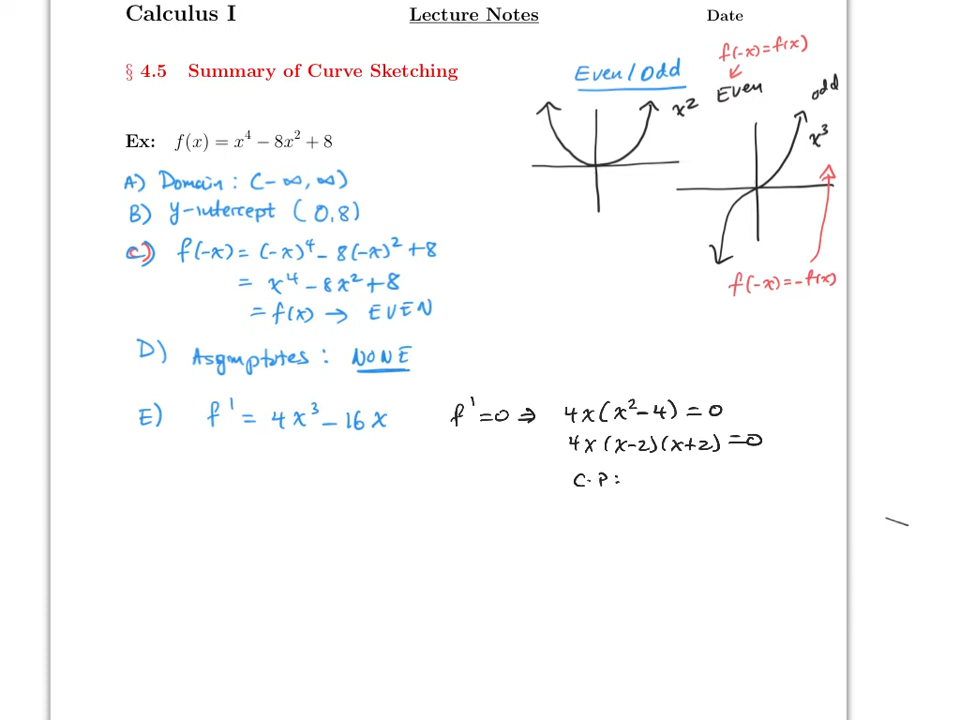 Calculus I Lecture Notes Date
§ 4.5 Summary of Curve Sketching
Even/Odd
f(-x)=f(x)
Even
x²
odd
x³
f(-x)=-f(x)
Ex: f(x) = x⁴ − 8x² + 8
A) Domain: (-∞, ∞)
B) y-intercept (0,8)
C) f(-x) = (-x)⁴ - 8(-x)² + 8
= x⁴ - 8x² + 8
= f(x) → EVEN
D) Asymptotes: NONE
E) f' = 4x³ - 16x f' = 0 ⇒ 4x(x²-4) = 0
4x(x-2)(x+2) = 0
C.P: